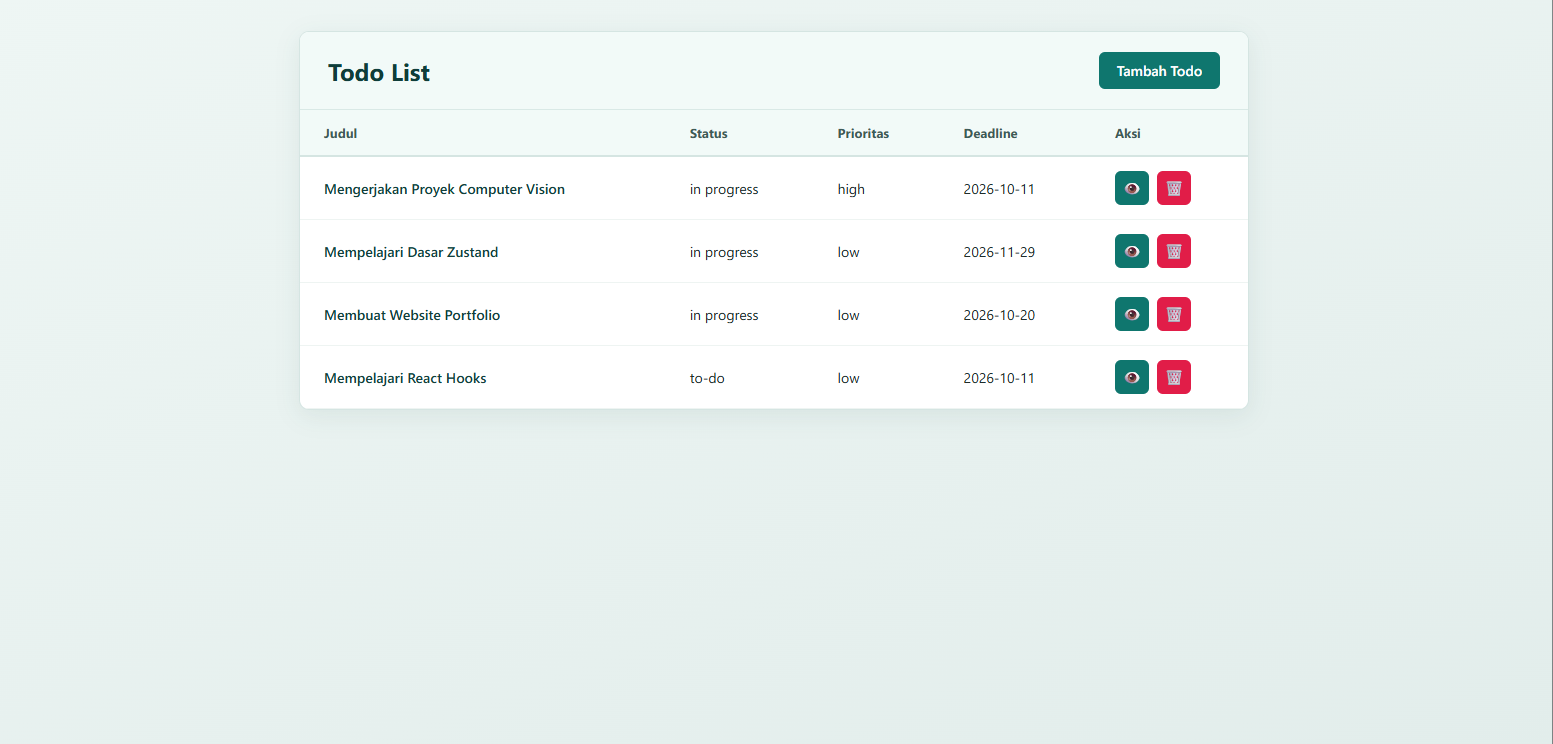 Todo List
Tambah Todo
Judul Status Prioritas Deadline Aksi
Mengerjakan Proyek Computer Vision in progress high 2026-10-11
Mempelajari Dasar Zustand in progress low 2026-11-29
Membuat Website Portfolio in progress low 2026-10-20
Mempelajari React Hooks to-do low 2026-10-11